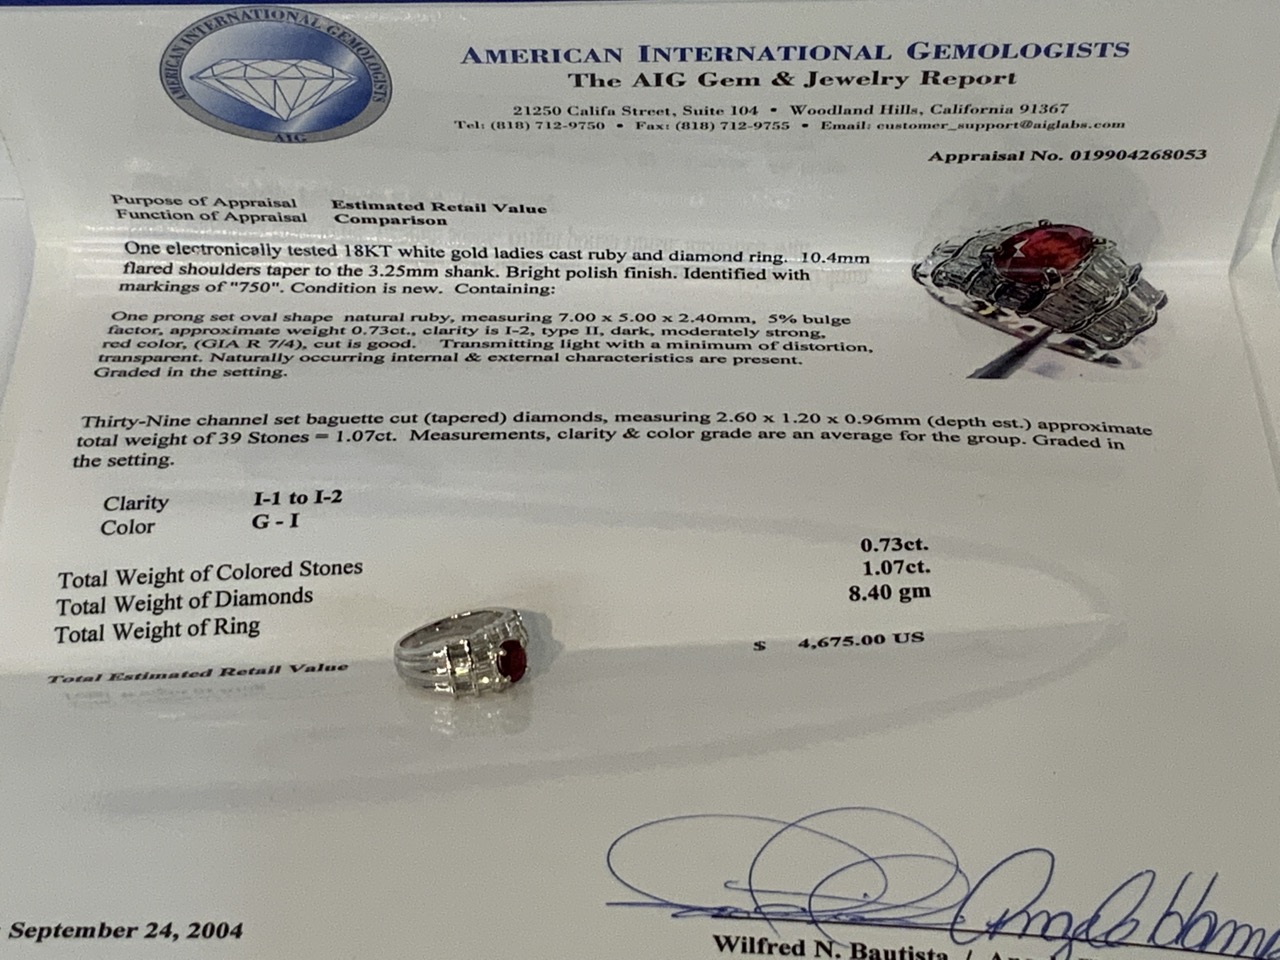 AMERICAN INTERNATIONAL GEMOLOGISTS
AIG
AMERICAN INTERNATIONAL GEMOLOGISTS
The AIG Gem & Jewelry Report
21250 Califa Street, Suite 104 • Woodland Hills, California 91367
Tel: (818) 712-9750 • Fax: (818) 712-9755 • Email: customer_support@aiglabs.com
Appraisal No. 019904268053
Purpose of Appraisal Estimated Retail Value
Function of Appraisal Comparison
One electronically tested 18KT white gold ladies cast ruby and diamond ring. 10.4mm
flared shoulders taper to the 3.25mm shank. Bright polish finish. Identified with
markings of "750". Condition is new. Containing:
One prong set oval shape natural ruby, measuring 7.00 x 5.00 x 2.40mm, 5% bulge
factor, approximate weight 0.73ct., clarity is I-2, type II, dark, moderately strong,
red color, (GIA R 7/4), cut is good. Transmitting light with a minimum of distortion,
transparent. Naturally occurring internal & external characteristics are present.
Graded in the setting.
Thirty-Nine channel set baguette cut (tapered) diamonds, measuring 2.60 x 1.20 x 0.96mm (depth est.) approximate
total weight of 39 Stones = 1.07ct. Measurements, clarity & color grade are an average for the group. Graded in
the setting.
Clarity I-1 to I-2
Color G - I
Total Weight of Colored Stones 0.73ct.
Total Weight of Diamonds 1.07ct.
Total Weight of Ring 8.40 gm
Total Estimated Retail Value $ 4,675.00 US
September 24, 2004
Wilfred N. Bautista /